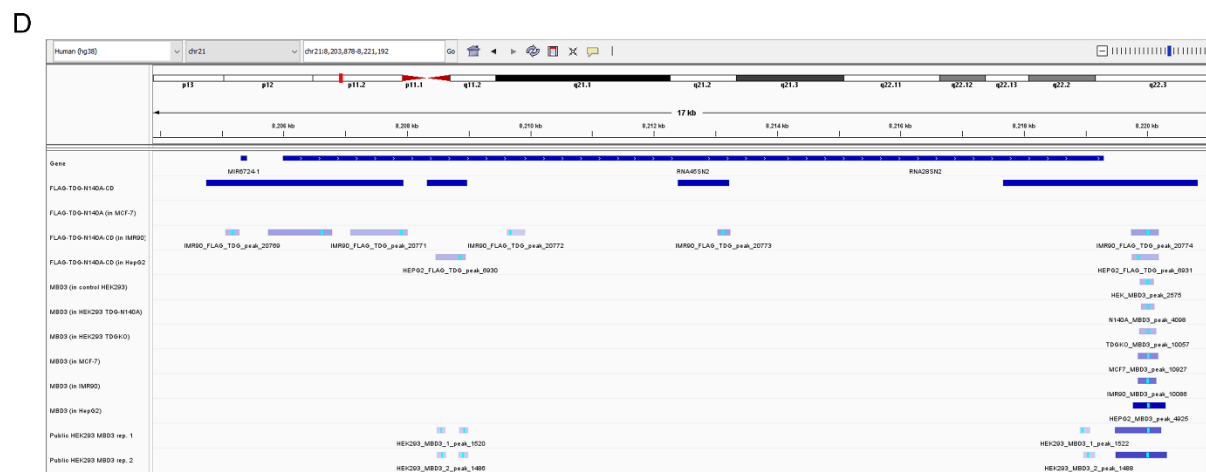 D
Human (hg38) chr21 chr21:8,203,878-8,221,192 Go
p13 p12 p11.2 p11.1 q11.2 q21.1 q21.2 q21.3 q22.11 q22.12 q22.13 q22.2 q22.3
17 kb
8,206 kb 8,208 kb 8,210 kb 8,212 kb 8,214 kb 8,216 kb 8,218 kb 8,220 kb
Gene
MIR6724-1 RNA45SN2 RNA28SN2
FLAG-TDG-N140A-CD
FLAG-TDG-N140A (in MCF-7)
FLAG-TDG-N140A-CD (in IMR90)
IMR90_FLAG_TDG_peak_20769 IMR90_FLAG_TDG_peak_20771 IMR90_FLAG_TDG_peak_20772 IMR90_FLAG_TDG_peak_20773 IMR90_FLAG_TDG_peak_20774
FLAG-TDG-N140A-CD (in HepG2
HEPG2_FLAG_TDG_peak_6930 HEPG2_FLAG_TDG_peak_6931
MBD3 (in control HEK293)
HEK_MBD3_peak_2575
MBD3 (in HEK293 TDG-N140A)
N140A_MBD3_peak_4098
MBD3 (in HEK293 TDGKO)
TDGKO_MBD3_peak_10057
MBD3 (in MCF-7)
MCF7_MBD3_peak_10927
MBD3 (in IMR90)
IMR90_MBD3_peak_10086
MBD3 (in HepG2)
HEPG2_MBD3_peak_4925
Public HEK293 MBD3 rep. 1
HEK293_MBD3_1_peak_1520 HEK293_MBD3_1_peak_1522
Public HEK293 MBD3 rep. 2
HEK293_MBD3_2_peak_1486 HEK293_MBD3_2_peak_1488